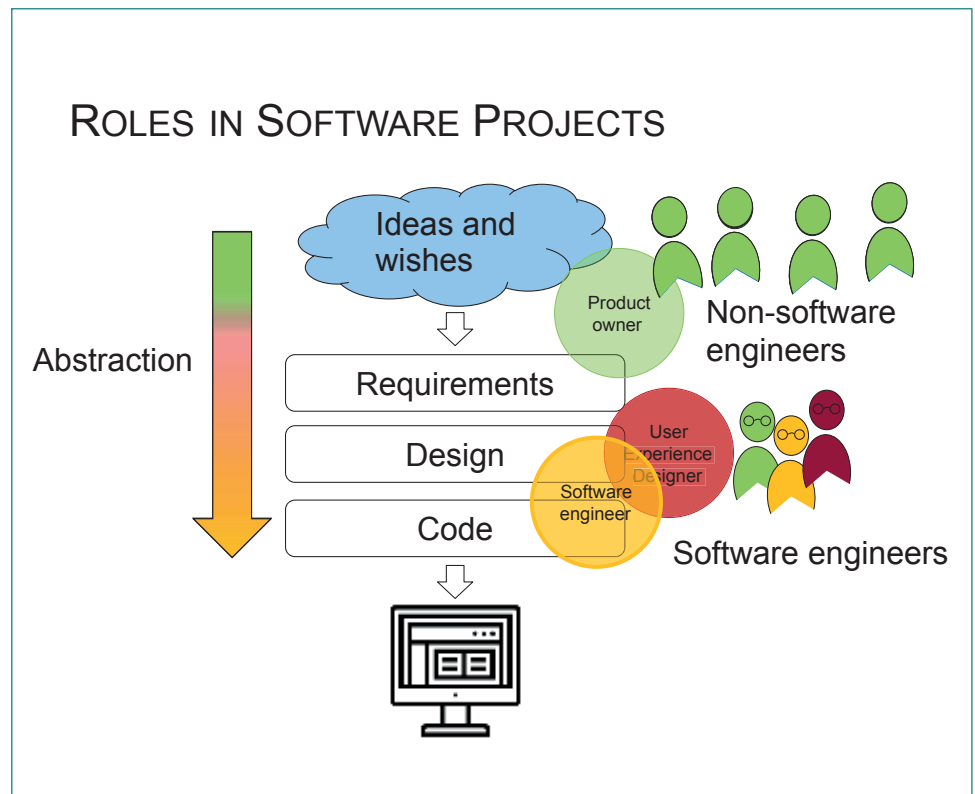 ROLES IN SOFTWARE PROJECTS
Ideas and
wishes
Product
owner
Non-software
engineers
Abstraction
Requirements
Design
User
Experience
Designer
Software
engineer
Code
Software engineers